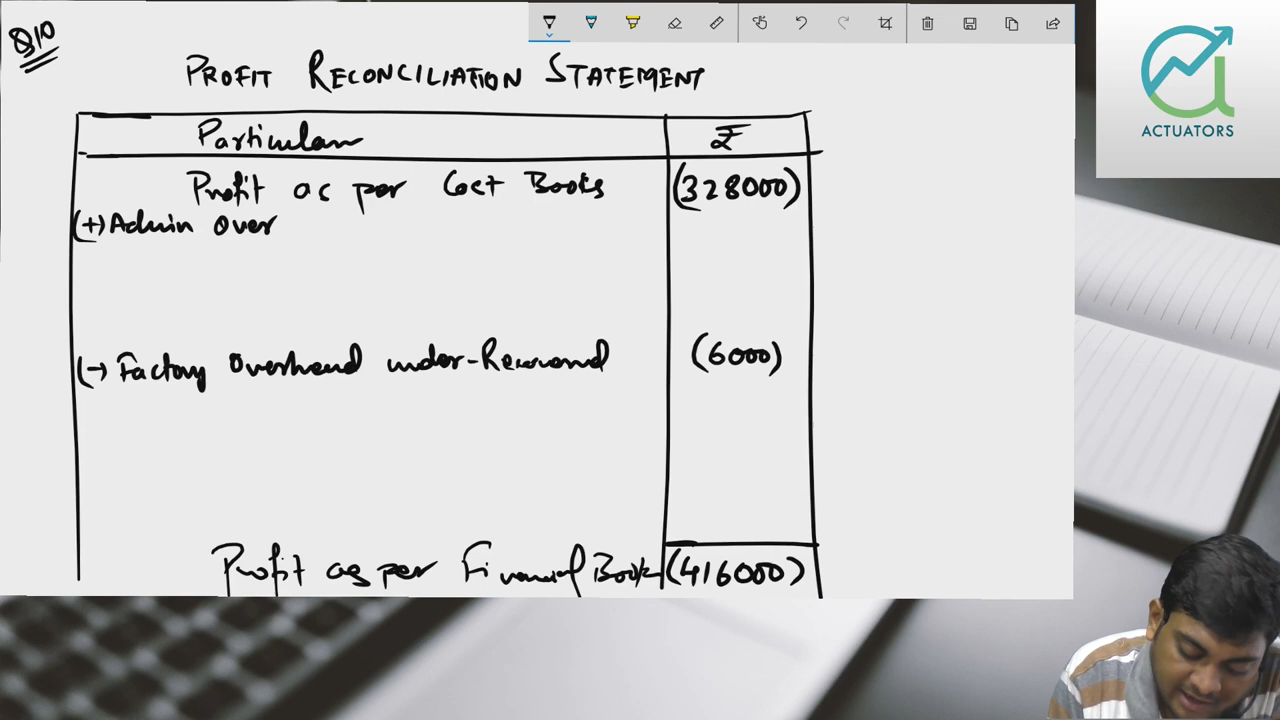 Q10
PROFIT RECONCILIATION STATEMENT
Particulars ₹
Profit as per Cost Books (328000)
(+) Admin Over
(-) Factory Overhead under-Recovered (6000)
Profit as per Financial Books (416000)
ACTUATORS